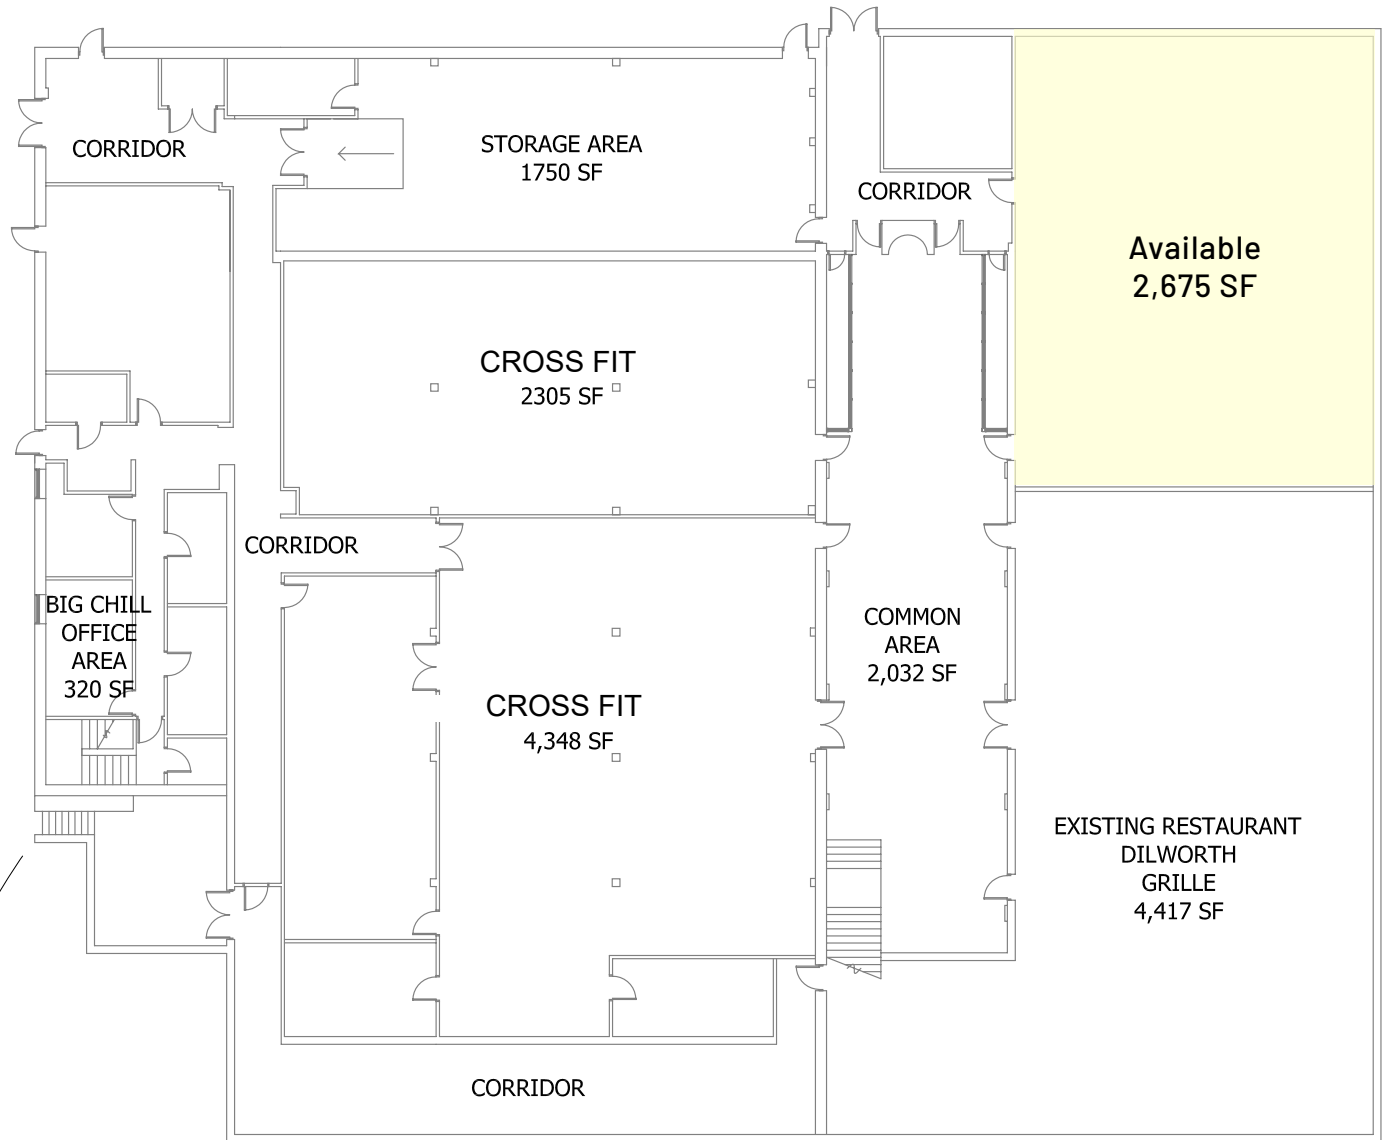 CORRIDOR
STORAGE AREA
1750 SF
CORRIDOR
Available
2,675 SF
CROSS FIT
2305 SF
CORRIDOR
BIG CHILL
OFFICE
AREA
320 SF
COMMON
AREA
2,032 SF
CROSS FIT
4,348 SF
EXISTING RESTAURANT
DILWORTH
GRILLE
4,417 SF
CORRIDOR